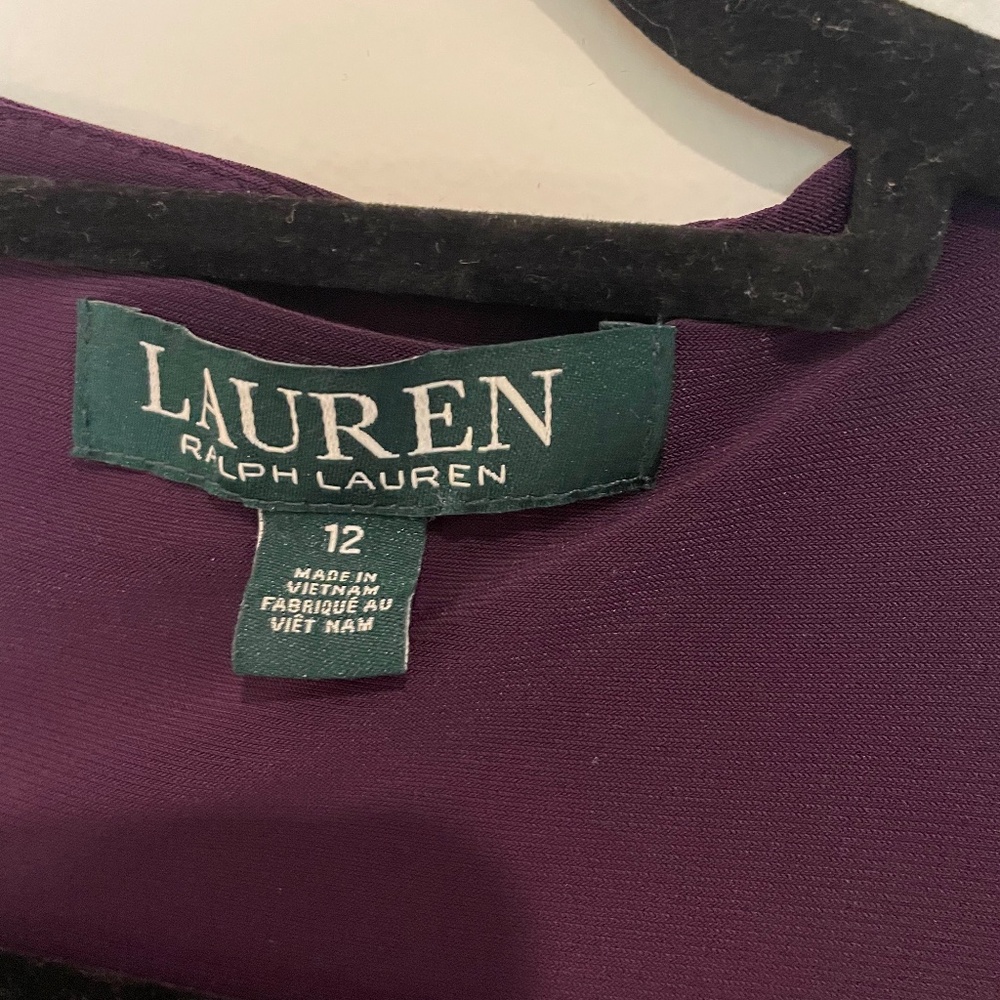 LAUREN
RALPH LAUREN
12
MADE IN
VIETNAM
FABRIQUÉ AU
VIÊT NAM